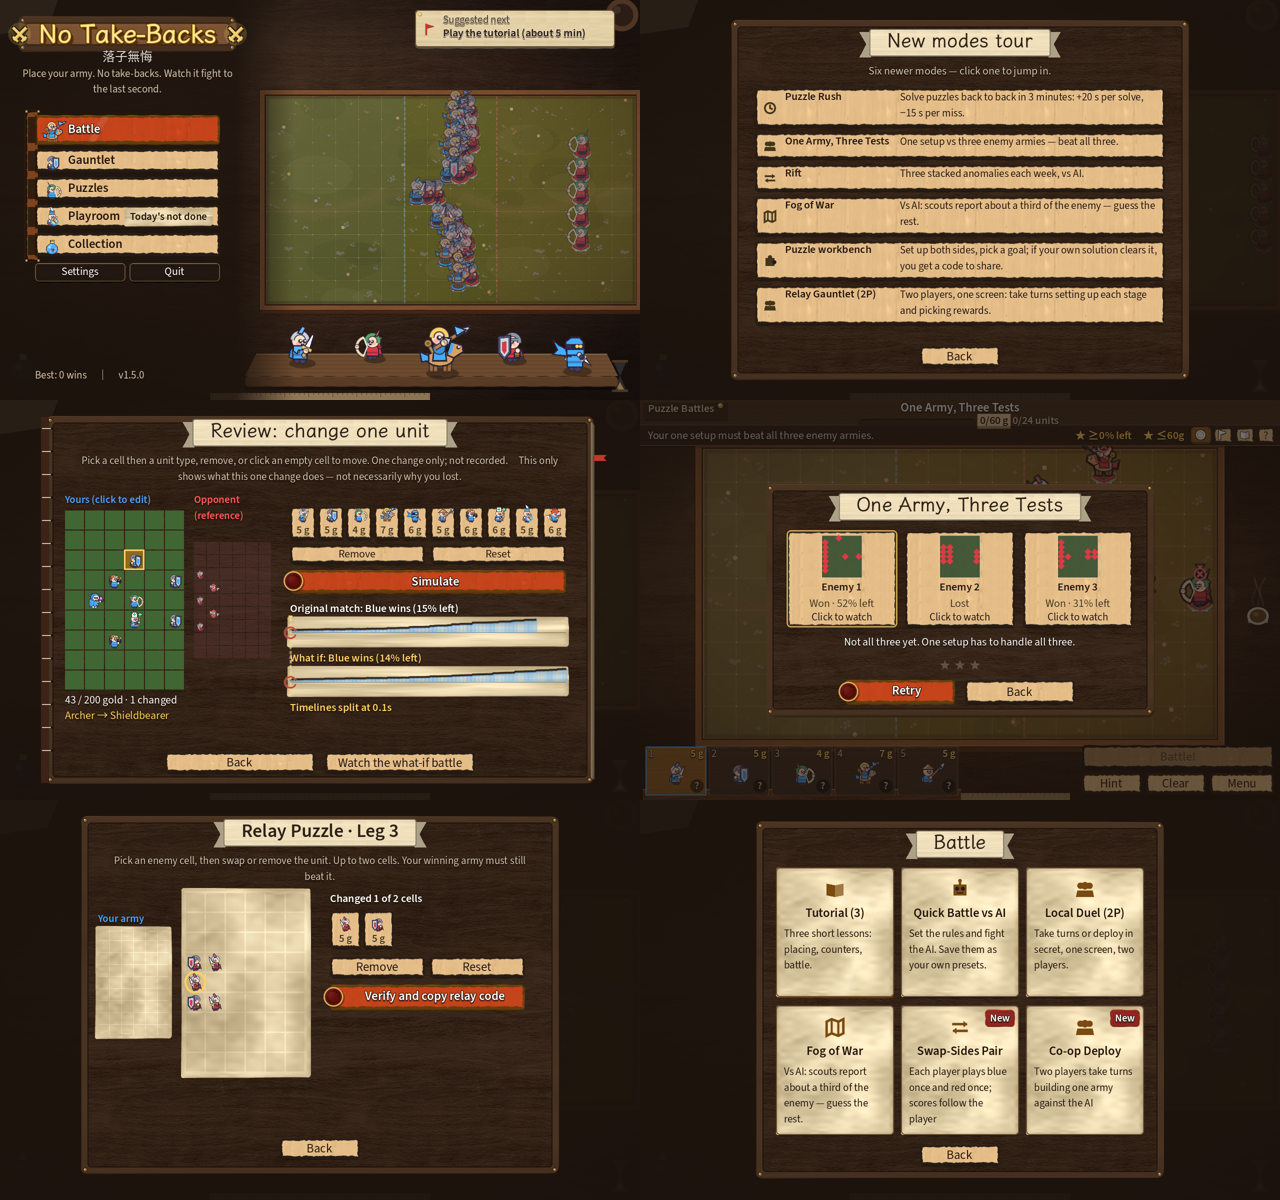 No Take-Backs
落子無悔
Place your army. No take-backs. Watch it fight to
the last second.
Suggested next
Play the tutorial (about 5 min)
Battle
Gauntlet
Puzzles
Playroom Today's not done
Collection
Settings Quit
Best: 0 wins | v1.5.0
New modes tour
Six newer modes — click one to jump in.
Puzzle Rush
Solve puzzles back to back in 3 minutes: +20 s per solve,
−15 s per miss.
One Army, Three Tests
One setup vs three enemy armies — beat all three.
Rift
Three stacked anomalies each week, vs AI.
Fog of War
Vs AI: scouts report about a third of the enemy — guess the
rest.
Puzzle workbench
Set up both sides, pick a goal; if your own solution clears it,
you get a code to share.
Relay Gauntlet (2P)
Two players, one screen: take turns setting up each stage
and picking rewards.
Back
Review: change one unit
Pick a cell then a unit type, remove, or click an empty cell to move. One change only; not recorded. This only
shows what this one change does — not necessarily why you lost.
Yours (click to edit)
Opponent
(reference)
5 g 5 g 4 g 7 g 6 g 5 g 6 g 6 g 5 g 6 g
Remove Reset
Simulate
Original match: Blue wins (15% left)
What if: Blue wins (14% left)
Timelines split at 0.1s
43 / 200 gold · 1 changed
Archer → Shieldbearer
Back Watch the what-if battle
Puzzle Battles
One Army, Three Tests
0/60 g 0/24 units
Your one setup must beat all three enemy armies.
★ ≥0% left ★ ≤60g ?
One Army, Three Tests
Enemy 1
Won · 52% left
Click to watch
Enemy 2
Lost
Click to watch
Enemy 3
Won · 31% left
Click to watch
Not all three yet. One setup has to handle all three.
Retry Back
1 5 g 2 5 g 3 4 g 4 7 g 5 5 g
? ? ? ? ?
Battle!
Hint Clear Menu
Relay Puzzle · Leg 3
Pick an enemy cell, then swap or remove the unit. Up to two cells. Your winning army must still
beat it.
Your army
Changed 1 of 2 cells
5 g 5 g
Remove Reset
Verify and copy relay code
Back
Battle
Tutorial (3)
Three short lessons:
placing, counters,
battle.
Quick Battle vs AI
Set the rules and fight
the AI. Save them as
your own presets.
Local Duel (2P)
Take turns or deploy in
secret, one screen, two
players.
Fog of War
Vs AI: scouts report
about a third of the
enemy — guess the
rest.
New
Swap-Sides Pair
Each player plays blue
once and red once;
scores follow the
player
New
Co-op Deploy
Two players take turns
building one army
against the AI
Back